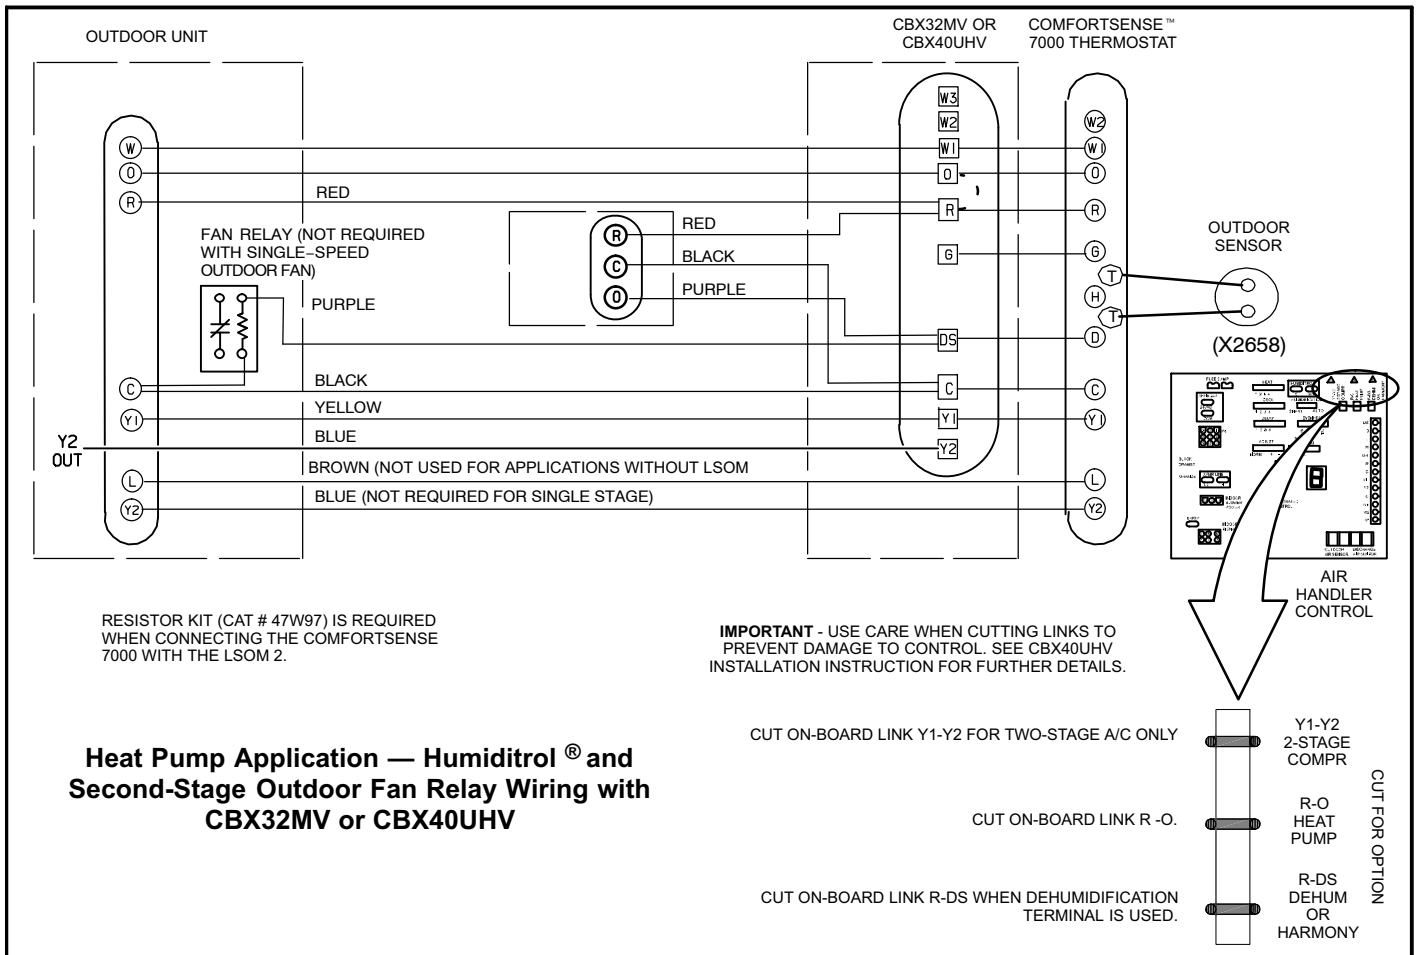 OUTDOOR UNIT
CBX32MV OR
CBX40UHV
COMFORTSENSE™
7000 THERMOSTAT
W3
W2
W1
O
R
G
DS
C
Y1
Y2
W
O
R
C
Y1
L
Y2
W2
W1
O
R
G
T
H
T
D
C
Y1
L
Y2
RED
FAN RELAY (NOT REQUIRED
WITH SINGLE-SPEED
OUTDOOR FAN)
PURPLE
R
C
O
RED
BLACK
PURPLE
OUTDOOR
SENSOR
(X2658)
BLACK
YELLOW
BLUE
Y2
OUT
BROWN (NOT USED FOR APPLICATIONS WITHOUT LSOM
BLUE (NOT REQUIRED FOR SINGLE STAGE)
HEAT
AIR
HANDLER
CONTROL
RESISTOR KIT (CAT # 47W97) IS REQUIRED
WHEN CONNECTING THE COMFORTSENSE
7000 WITH THE LSOM 2.
IMPORTANT - USE CARE WHEN CUTTING LINKS TO
PREVENT DAMAGE TO CONTROL. SEE CBX40UHV
INSTALLATION INSTRUCTION FOR FURTHER DETAILS.
Heat Pump Application — Humiditrol ® and
Second-Stage Outdoor Fan Relay Wiring with
CBX32MV or CBX40UHV
CUT ON-BOARD LINK Y1-Y2 FOR TWO-STAGE A/C ONLY
Y1-Y2
2-STAGE
COMPR
CUT ON-BOARD LINK R -O.
R-O
HEAT
PUMP
CUT ON-BOARD LINK R-DS WHEN DEHUMIDIFICATION
TERMINAL IS USED.
R-DS
DEHUM
OR
HARMONY
CUT FOR OPTION